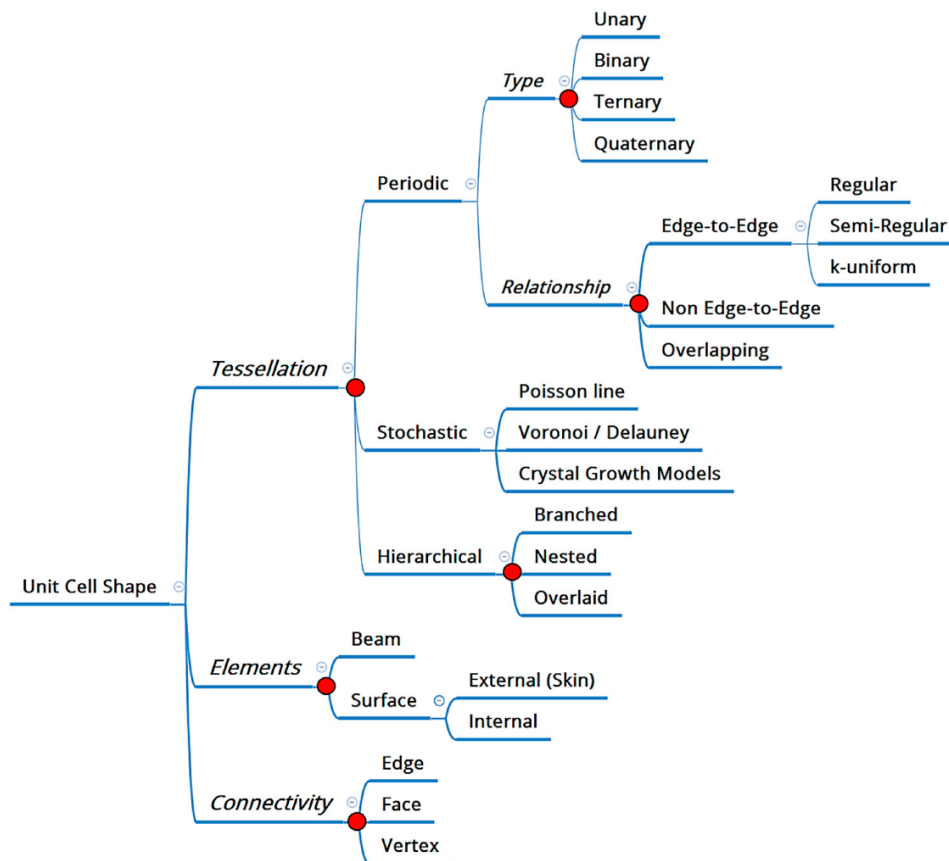 Unary
Binary
Type
Ternary
Quaternary
Periodic
Regular
Edge-to-Edge
Semi-Regular
k-uniform
Relationship
Non Edge-to-Edge
Overlapping
Tessellation
Poisson line
Stochastic
Voronoi / Delauney
Crystal Growth Models
Branched
Hierarchical
Nested
Overlaid
Unit Cell Shape
Beam
Elements
External (Skin)
Surface
Internal
Edge
Connectivity
Face
Vertex